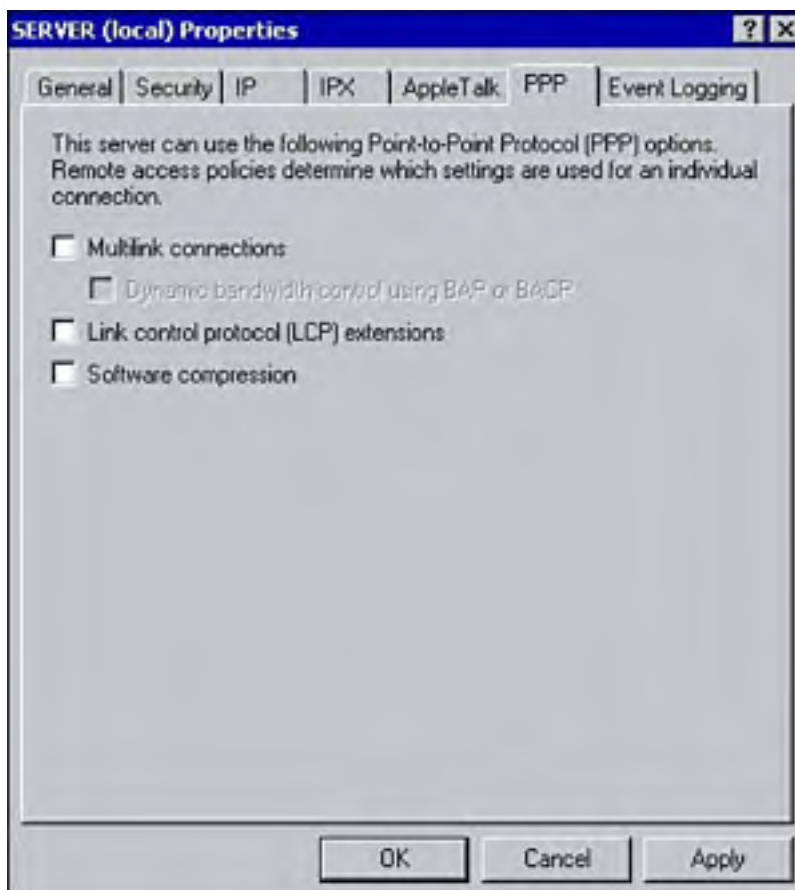 SERVER (local) Properties ? X
General Security IP IPX AppleTalk PPP Event Logging
This server can use the following Point-to-Point Protocol (PPP) options.
Remote access policies determine which settings are used for an individual
connection.
Multilink connections
Dynamic bandwidth control using BAP or BACP
Link control protocol (LCP) extensions
Software compression
OK Cancel Apply